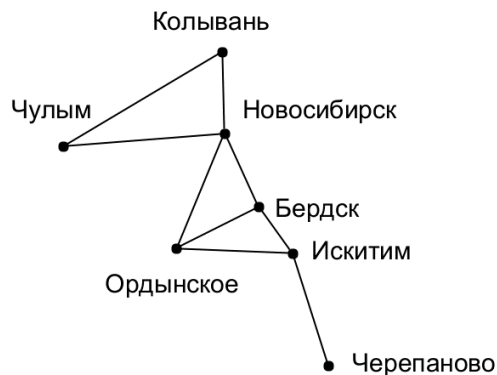 Колывань
Чулым
Новосибирск
Бердск
Искитим
Ордынское
Черепаново